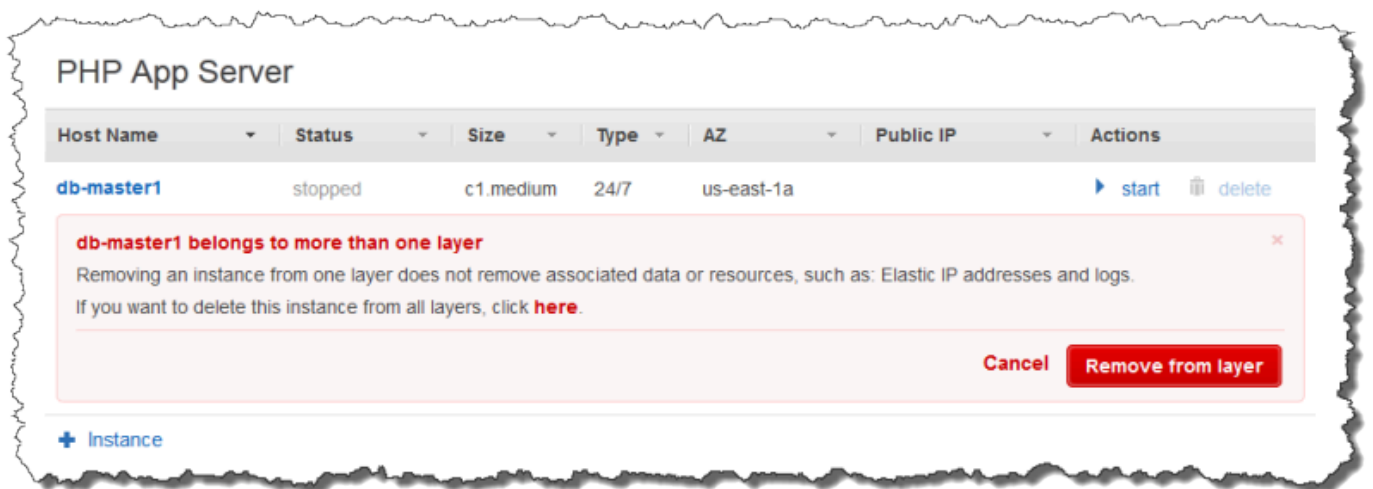 PHP App Server
Host Name Status Size Type AZ Public IP Actions
db-master1 stopped c1.medium 24/7 us-east-1a start delete
db-master1 belongs to more than one layer ×
Removing an instance from one layer does not remove associated data or resources, such as: Elastic IP addresses and logs.
If you want to delete this instance from all layers, click here.
Cancel Remove from layer
Instance